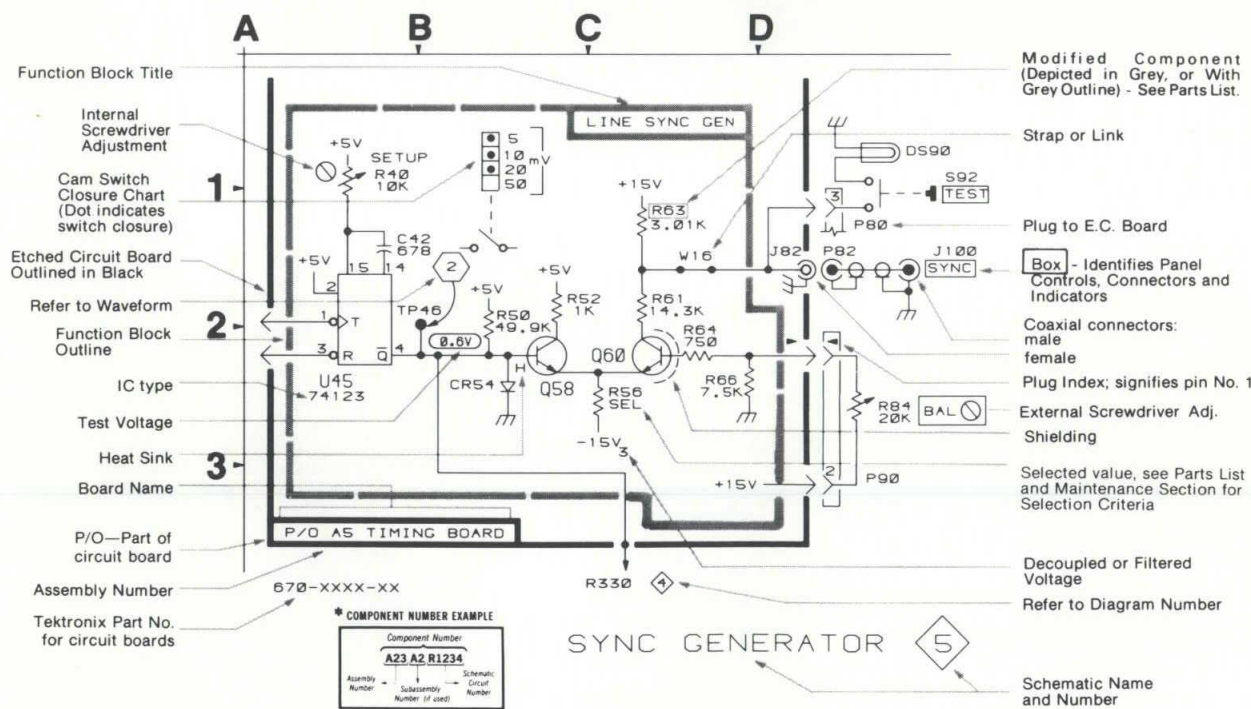 A
B
C
D
1
2
3
Function Block Title
Internal
Screwdriver
Adjustment
Cam Switch
Closure Chart
(Dot indicates
switch closure)
Etched Circuit Board
Outlined in Black
Refer to Waveform
Function Block
Outline
IC type
Test Voltage
Heat Sink
Board Name
P/O—Part of
circuit board
Assembly Number
Tektronix Part No.
for circuit boards
LINE SYNC GEN
+5V
SETUP
R40
10K
5
10
20
50
mV
C42
678
+5V
15
14
2
1
T
3
R
Q
4
U45
74123
2
TP46
0.6V
+5V
R50
49.9K
CR54
H
+5V
R52
1K
Q58
Q60
+15V
R63
3.01K
W16
R61
14.3K
R64
750
R66
7.5K
R56
SEL
-15V
3
+15V
DS90
S92
TEST
3
P80
J82
P82
J100
SYNC
1
R84
20K
BAL
2
P90
P/O A5 TIMING BOARD
670-XXXX-XX
R330
4
* COMPONENT NUMBER EXAMPLE
Component Number
A23 A2 R1234
Assembly
Number
Subassembly
Number (if used)
Schematic
Circuit
Number
SYNC GENERATOR
5
Modified Component
(Depicted in Grey, or With
Grey Outline) - See Parts List.
Strap or Link
Plug to E.C. Board
Box - Identifies Panel
Controls, Connectors and
Indicators
Coaxial connectors:
male
female
Plug Index; signifies pin No. 1
External Screwdriver Adj.
Shielding
Selected value, see Parts List
and Maintenance Section for
Selection Criteria
Decoupled or Filtered
Voltage
Refer to Diagram Number
Schematic Name
and Number